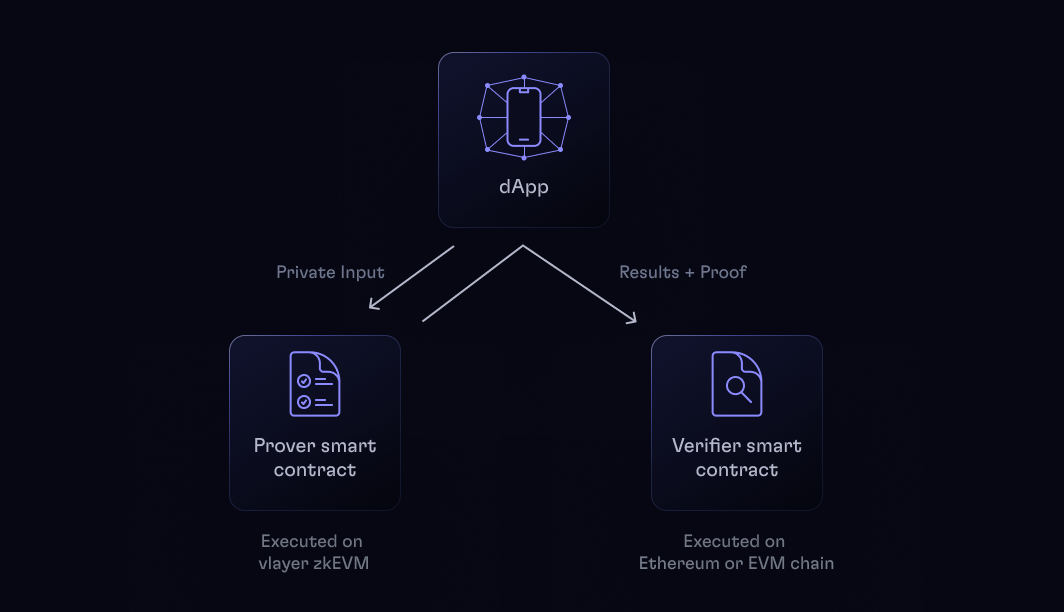 dApp
Private Input
Results + Proof
Prover smart
contract
Verifier smart
contract
Executed on
vlayer zkEVM
Executed on
Ethereum or EVM chain